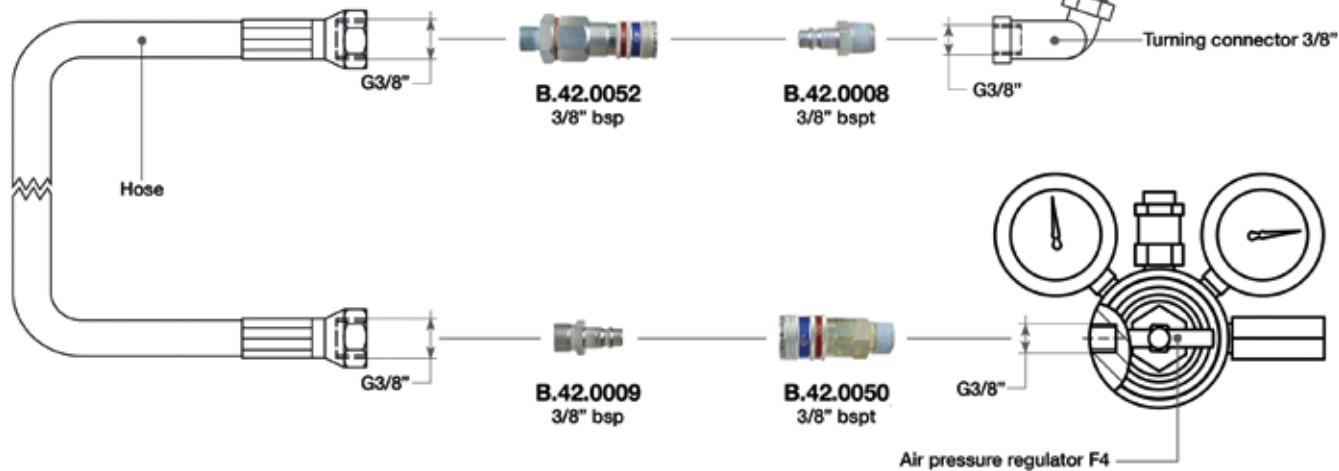 Turning connector 3/8”
G3/8”
G3/8”
B.42.0052
3/8” bsp
B.42.0008
3/8” bspt
Hose
G3/8”
G3/8”
B.42.0009
3/8” bsp
B.42.0050
3/8” bspt
Air pressure regulator F4